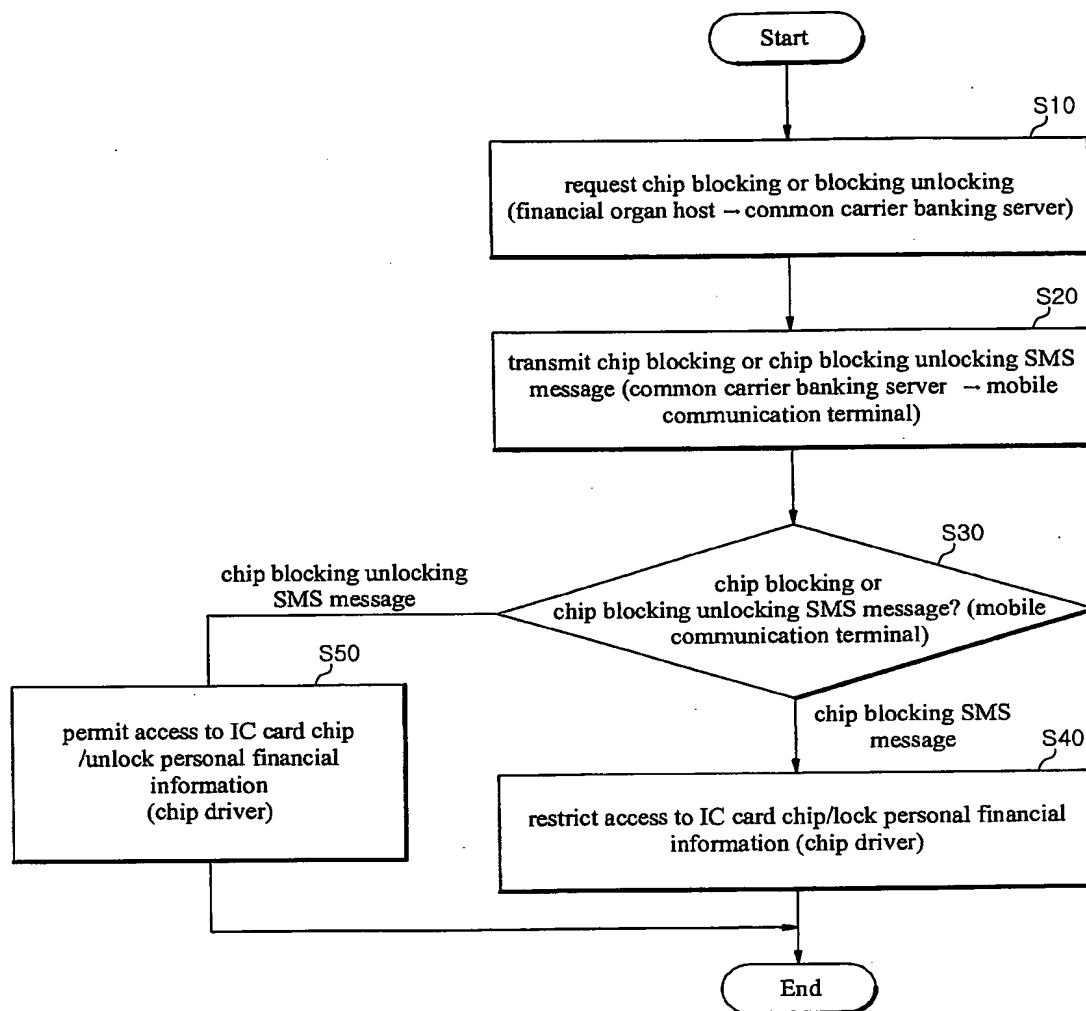 Start
S10
request chip blocking or blocking unlocking
(financial organ host → common carrier banking server)
S20
transmit chip blocking or chip blocking unlocking SMS
message (common carrier banking server → mobile
communication terminal)
S30
chip blocking or
chip blocking unlocking SMS message? (mobile
communication terminal)
chip blocking unlocking
SMS message
S50
permit access to IC card chip
/unlock personal financial
information
(chip driver)
chip blocking SMS
message
S40
restrict access to IC card chip/lock personal financial
information (chip driver)
End